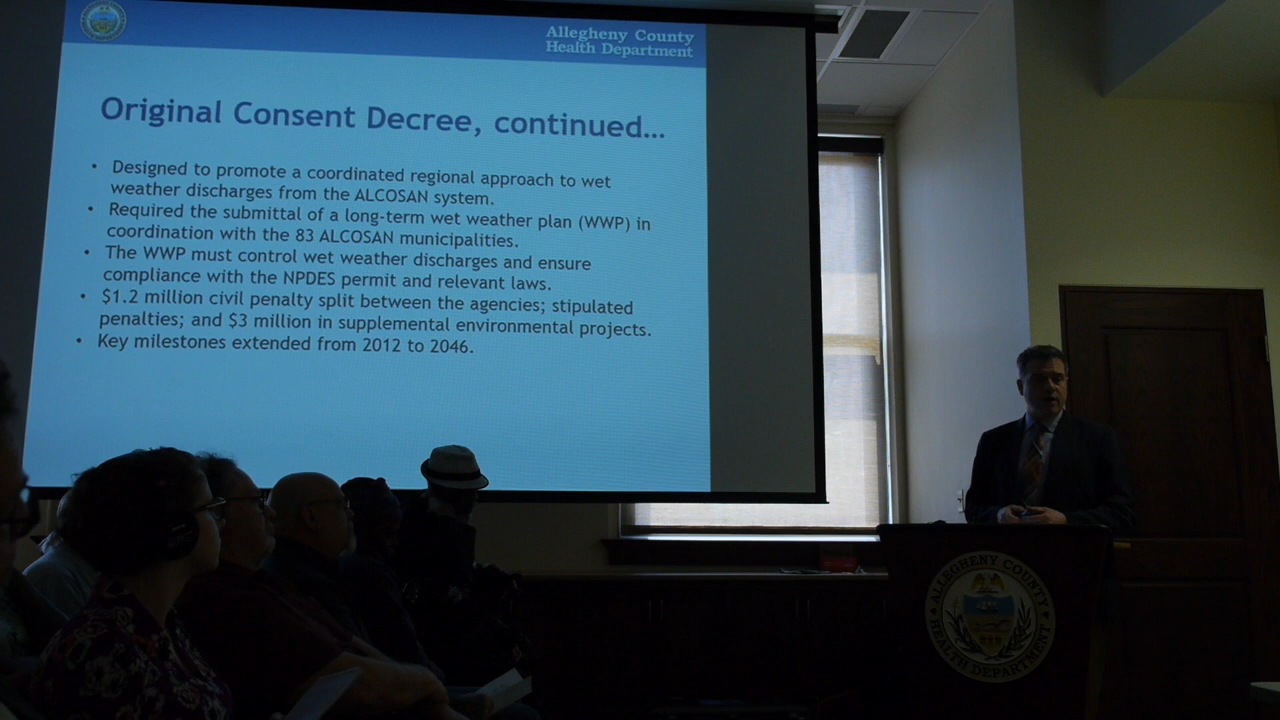 Allegheny County
Health Department
Original Consent Decree, continued...
• Designed to promote a coordinated regional approach to wet
weather discharges from the ALCOSAN system.
• Required the submittal of a long-term wet weather plan (WWP) in
coordination with the 83 ALCOSAN municipalities.
• The WWP must control wet weather discharges and ensure
compliance with the NPDES permit and relevant laws.
• $1.2 million civil penalty split between the agencies; stipulated
penalties; and $3 million in supplemental environmental projects.
• Key milestones extended from 2012 to 2046.
ALLEGHENY COUNTY
HEALTH DEPARTMENT